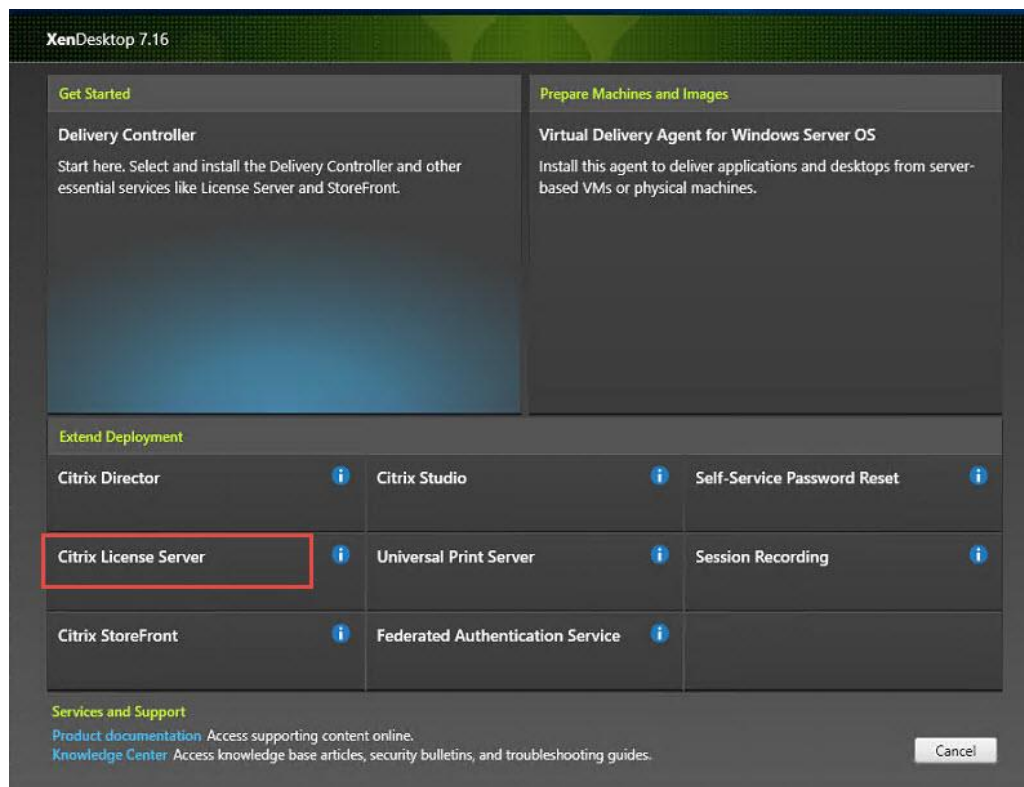 XenDesktop 7.16
Get Started
Delivery Controller
Start here. Select and install the Delivery Controller and other
essential services like License Server and StoreFront.
Prepare Machines and Images
Virtual Delivery Agent for Windows Server OS
Install this agent to deliver applications and desktops from server-
based VMs or physical machines.
Extend Deployment
Citrix Director
Citrix Studio
Self-Service Password Reset
Citrix License Server
Universal Print Server
Session Recording
Citrix StoreFront
Federated Authentication Service
Services and Support
Product documentation Access supporting content online.
Knowledge Center Access knowledge base articles, security bulletins, and troubleshooting guides.
Cancel